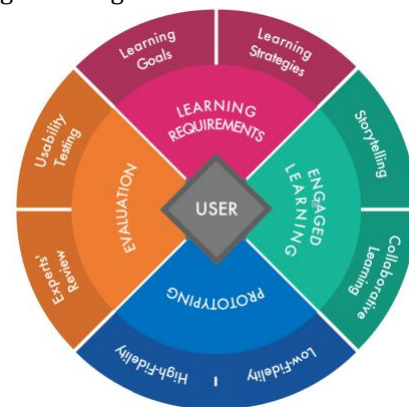 Learning
Goals
Learning
Strategies
LEARNING
REQUIREMENTS
Storytelling
Collaborative
Learning
ENGAGED
LEARNING
USER
Low-Fidelity
High-Fidelity
PROTOTYPING
Experts'
Review
Usability
Testing
EVALUATION